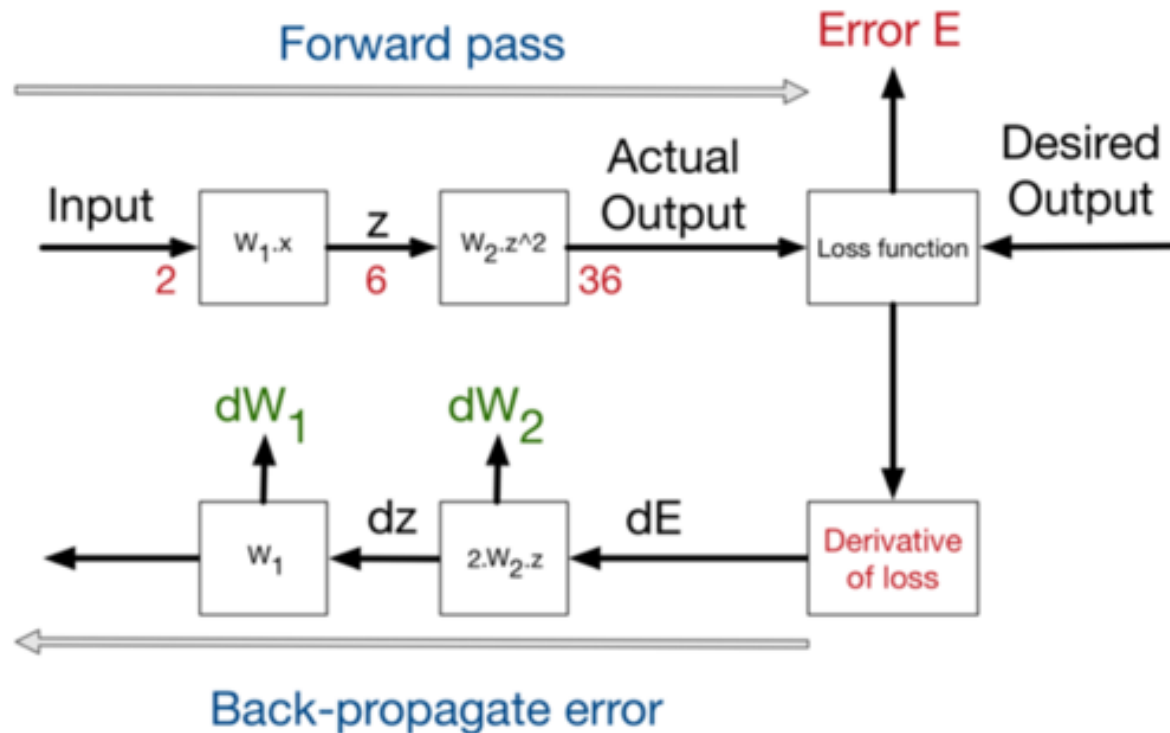 Forward pass
Error E
Input
z
Actual
Output
Desired
Output
W₁.x
W₂.z^2
Loss function
2
6
36
dW₁
dW₂
dz
dE
W₁
2.W₂.z
Derivative
of loss
Back-propagate error